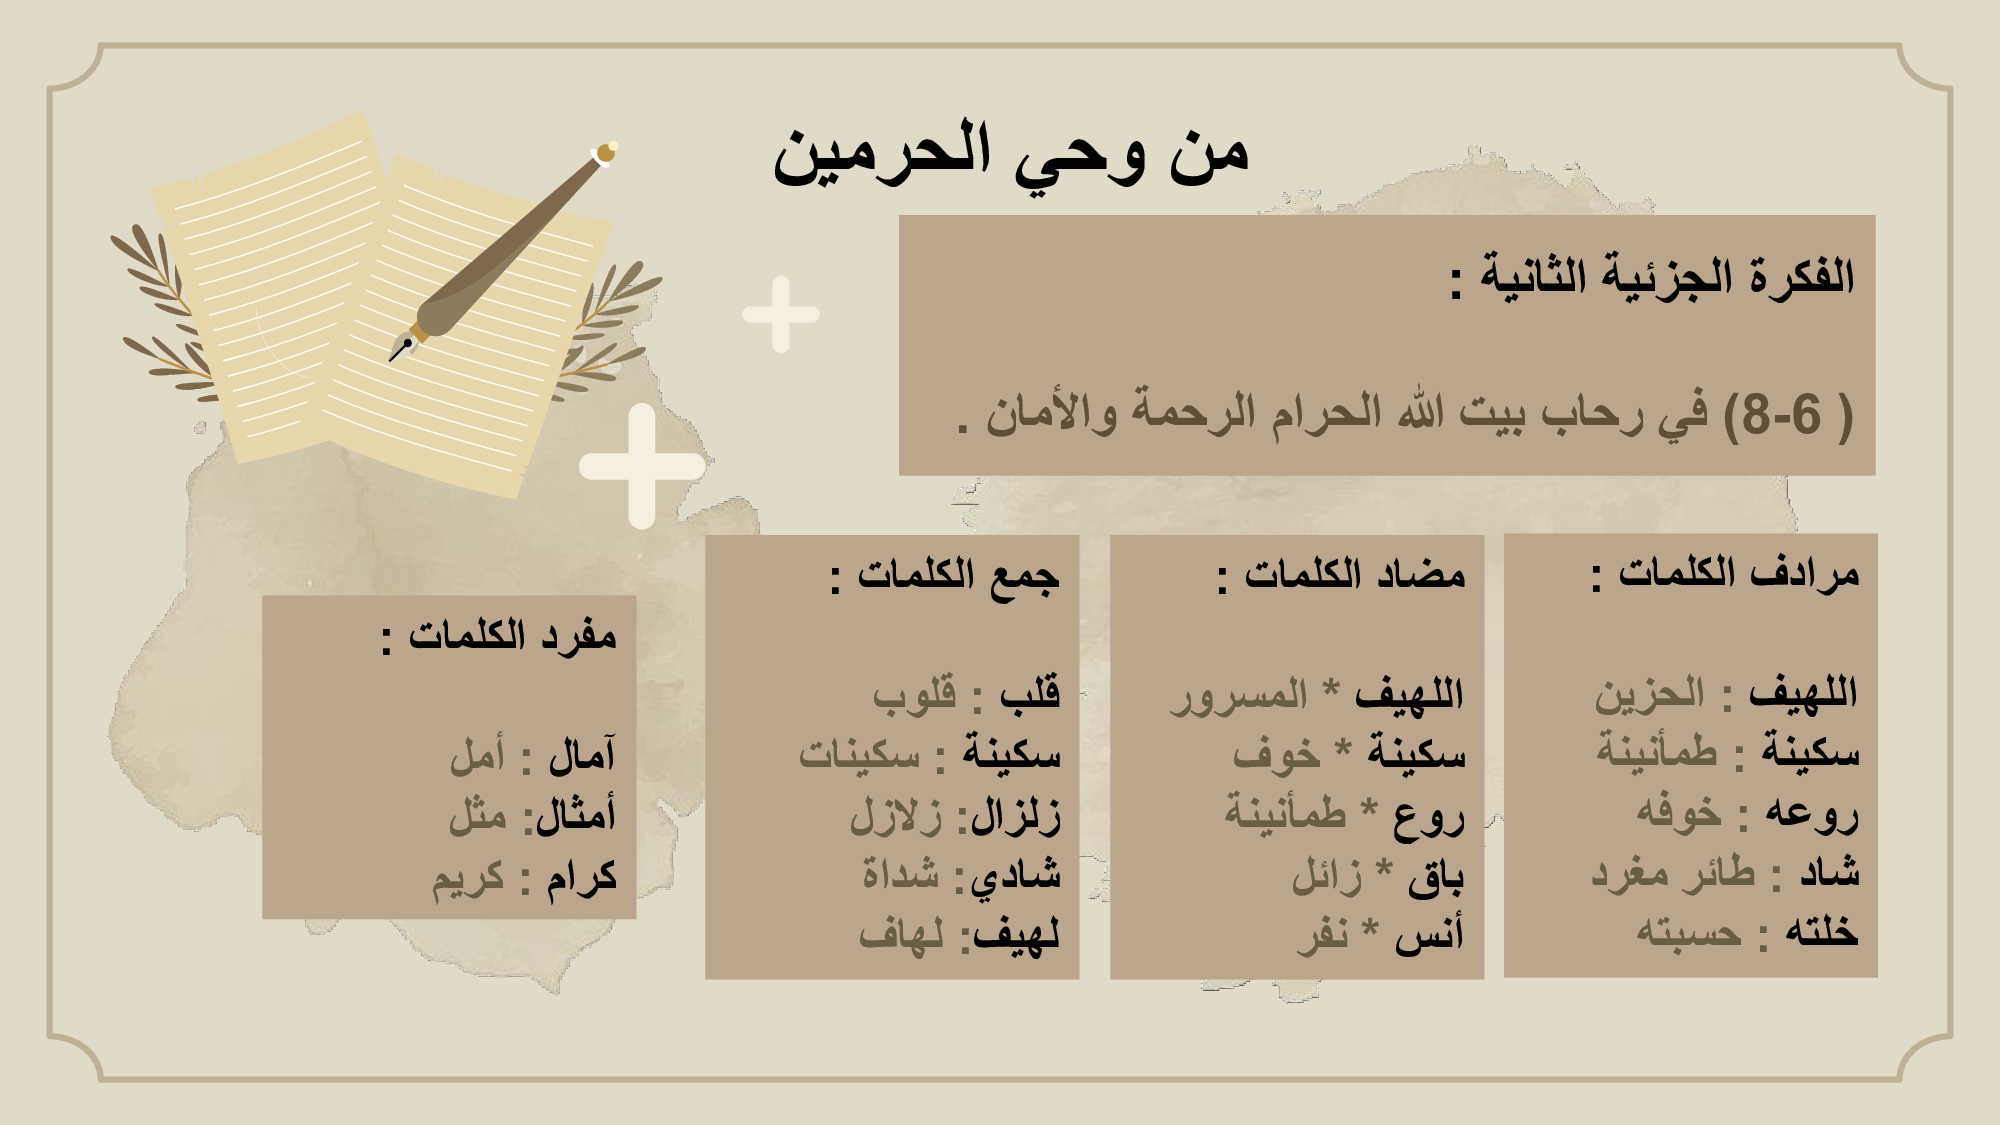 من وحي الحرمين
الفكرة الجزئية الثانية :
( 6-8) في رحاب بيت الله الحرام الرحمة والأمان .
مرادف الكلمات :
اللهيف : الحزين
سكينة : طمأنينة
روعه : خوفه
شاد : طائر مغرد
خلته : حسبته
مضاد الكلمات :
اللهيف * المسرور
سكينة * خوف
روع * طمأنينة
باق * زائل
أنس * نفر
جمع الكلمات :
قلب : قلوب
سكينة : سكينات
زلزال: زلازل
شادي: شداة
لهيف: لهاف
مفرد الكلمات :
آمال : أمل
أمثال: مثل
كرام : كريم